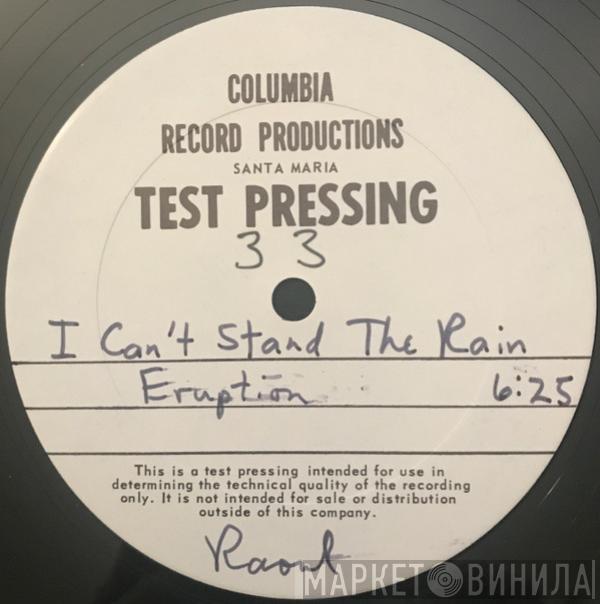 COLUMBIA
RECORD PRODUCTIONS
SANTA MARIA
TEST PRESSING
33
I Can't Stand The Rain
Eruption 6:25
This is a test pressing intended for use in
determining the technical quality of the recording
only. It is not intended for sale or distribution
outside of this company.
Raoul
МАРКЕТ ВИНИЛА